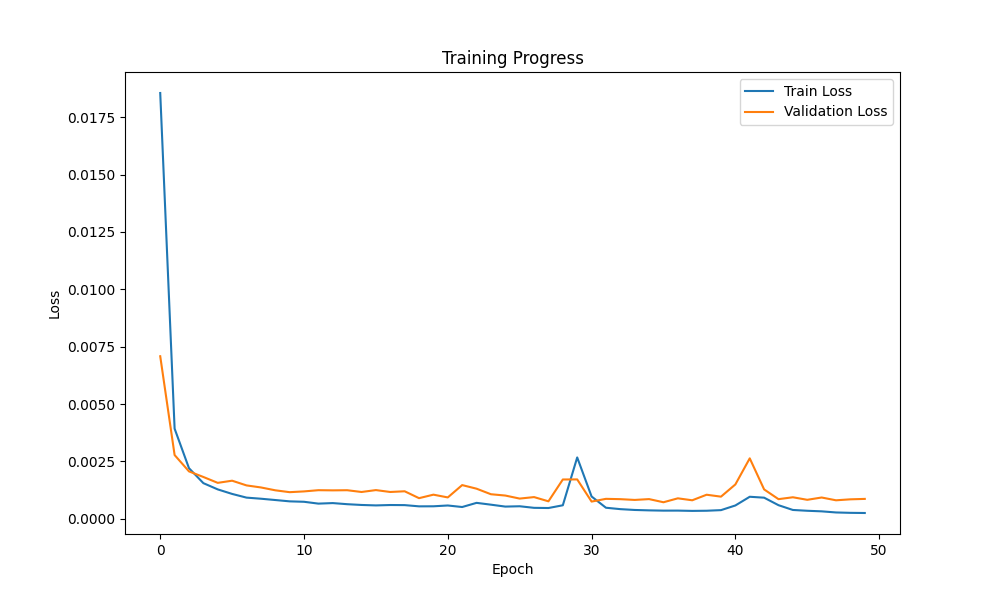 Training Progress
Train Loss
Validation Loss
0.0175
0.0150
0.0125
0.0100
0.0075
0.0050
0.0025
0.0000
Loss
0 10 20 30 40 50
Epoch